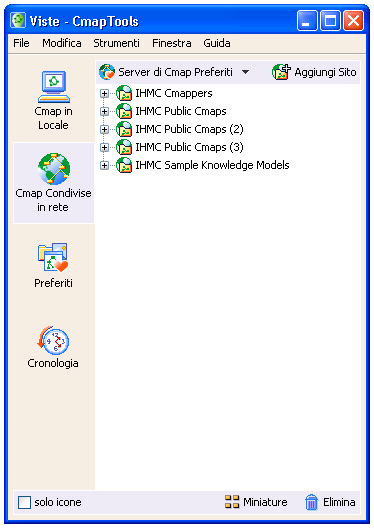 Viste - CmapTools
File Modifica Strumenti Finestra Guida
Server di Cmap Preferiti Aggiungi Sito
Cmap in
Locale
Cmap Condivise
in rete
Preferiti
Cronologia
IHMC Cmappers
IHMC Public Cmaps
IHMC Public Cmaps (2)
IHMC Public Cmaps (3)
IHMC Sample Knowledge Models
solo icone Miniature Elimina